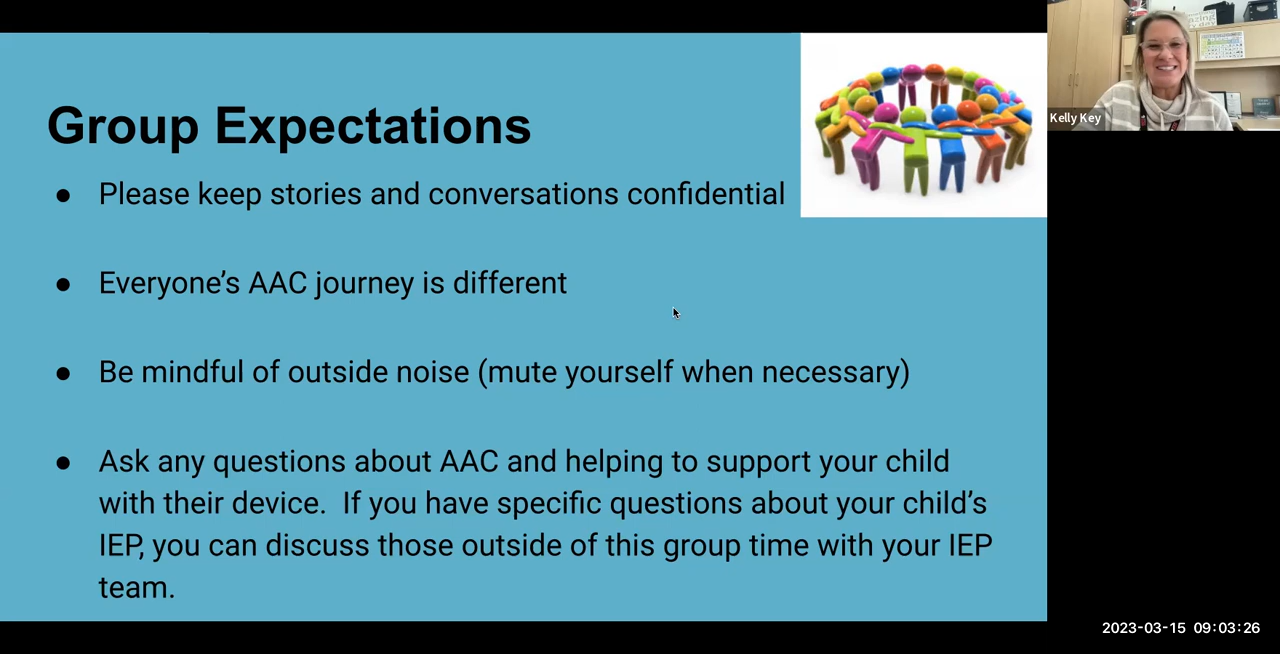 Group Expectations
● Please keep stories and conversations confidential
● Everyone’s AAC journey is different
● Be mindful of outside noise (mute yourself when necessary)
● Ask any questions about AAC and helping to support your child
with their device.  If you have specific questions about your child’s
IEP, you can discuss those outside of this group time with your IEP
team.
Kelly Key
2023-03-15 09:03:26